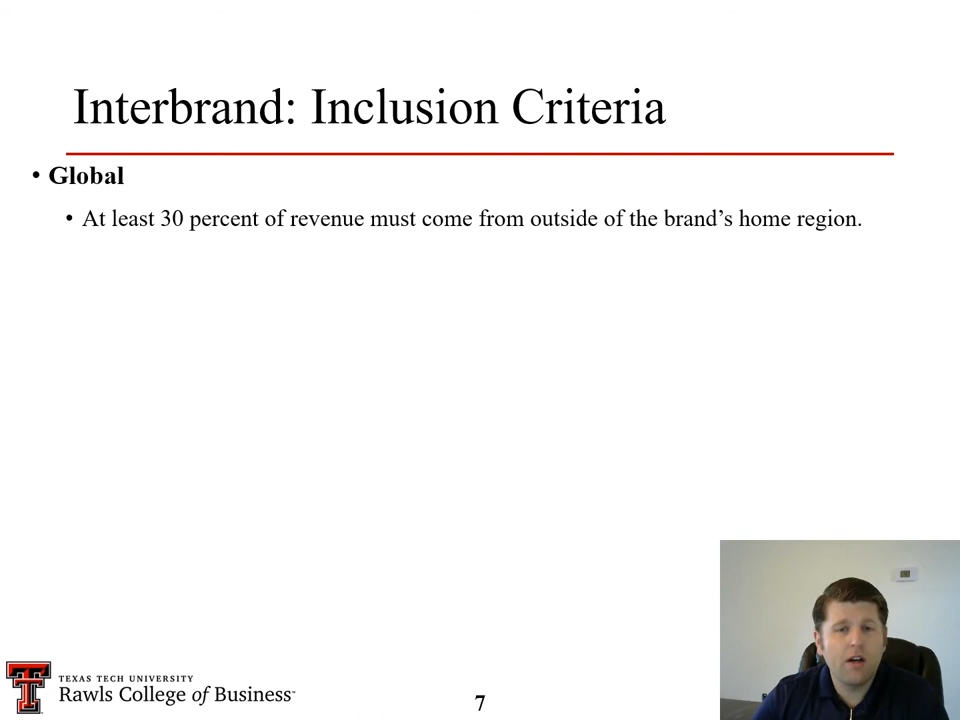 Interbrand: Inclusion Criteria
• Global
• At least 30 percent of revenue must come from outside of the brand’s home region.
TEXAS TECH UNIVERSITY
Rawls College of Business™
7